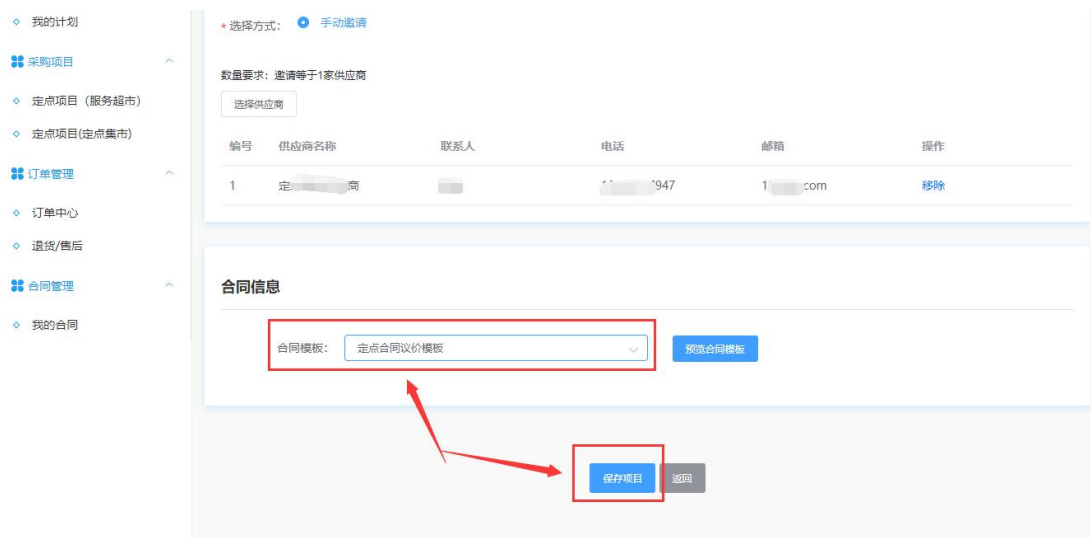 我的计划
采购项目
定点项目（服务超市）
定点项目(定点集市)
订单管理
订单中心
退货/售后
合同管理
我的合同
* 选择方式： 手动邀请
数量要求：邀请等于1家供应商
选择供应商
编号 供应商名称 联系人 电话 邮箱 操作
1 定 商 947 1 com 移除
合同信息
合同模板： 定点合同议价模板 预览合同模板
保存项目 返回